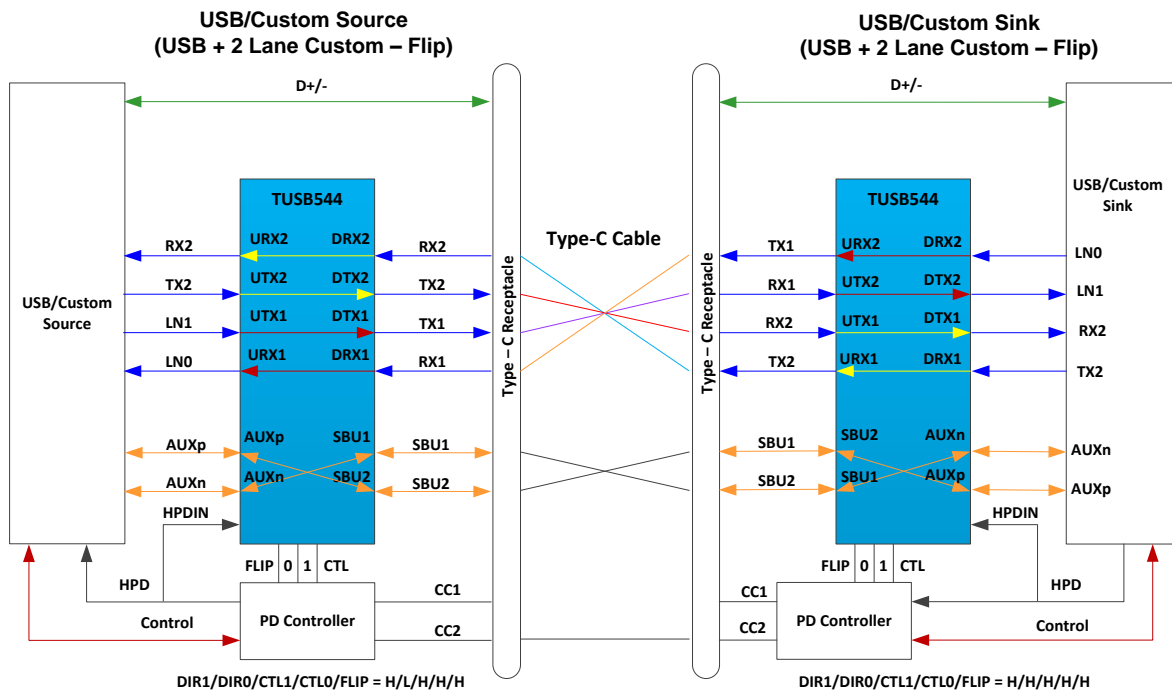 USB/Custom Source
(USB + 2 Lane Custom – Flip)
USB/Custom Sink
(USB + 2 Lane Custom – Flip)
D+/-
D+/-
USB/Custom
Source
TUSB544
RX2
URX2
DRX2
RX2
TX2
UTX2
DTX2
TX2
LN1
UTX1
DTX1
TX1
LN0
URX1
DRX1
RX1
AUXp
AUXp
SBU1
SBU1
AUXn
AUXn
SBU2
SBU2
HPDIN
FLIP
0
1
CTL
HPD
Control
PD Controller
CC1
CC2
Type – C Receptacle
Type-C Cable
Type – C Receptacle
TUSB544
USB/Custom
Sink
TX1
URX2
DRX2
LN0
RX1
UTX2
DTX2
LN1
RX2
UTX1
DTX1
RX2
TX2
URX1
DRX1
TX2
SBU1
SBU2
AUXn
AUXn
SBU2
SBU1
AUXp
AUXp
HPDIN
FLIP
0
1
CTL
HPD
CC1
CC2
PD Controller
Control
DIR1/DIR0/CTL1/CTL0/FLIP = H/L/H/H/H
DIR1/DIR0/CTL1/CTL0/FLIP = H/H/H/H/H